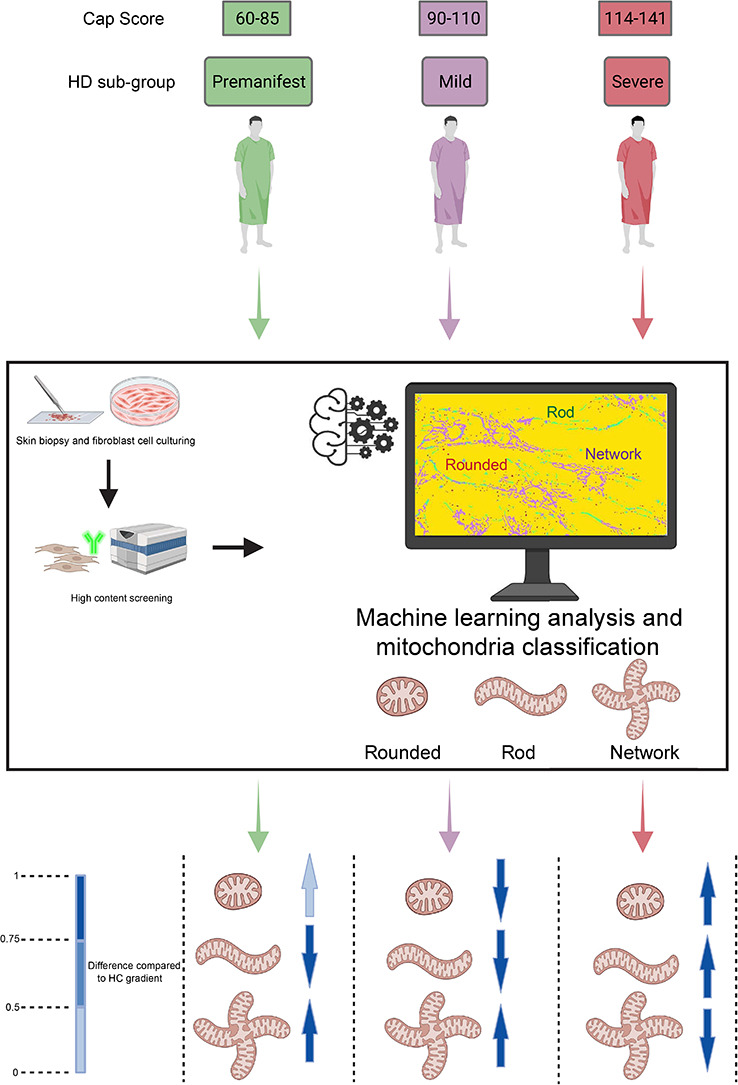 Cap Score 60-85 90-110 114-141
HD sub-group Premanifest Mild Severe
Skin biopsy and fibroblast cell culturing
High content screening
Rod
Network
Rounded
Machine learning analysis and
mitochondria classification
Rounded Rod Network
1
0.75
Difference compared
to HC gradient
0.5
0